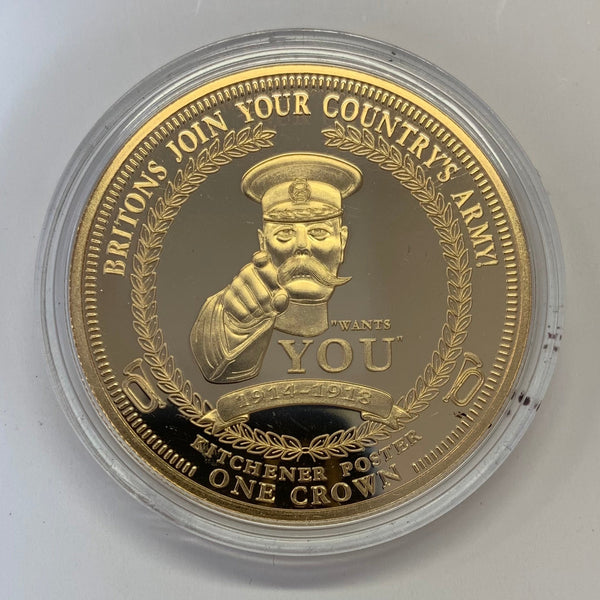 BRITONS JOIN YOUR COUNTRY'S ARMY!
"WANTS
YOU"
1914-1918
KITCHENER POSTER
ONE CROWN